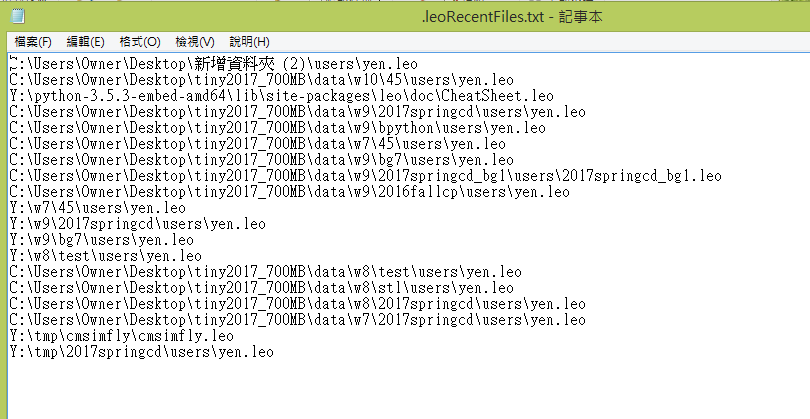 .leoRecentFiles.txt - 記事本
檔案(F) 編輯(E) 格式(O) 檢視(V) 說明(H)
C:\Users\Owner\Desktop\新增資料夾 (2)\users\yen.leo
C:\Users\Owner\Desktop\tiny2017_700MB\data\w10\45\users\yen.leo
Y:\python-3.5.3-embed-amd64\lib\site-packages\leo\doc\CheatSheet.leo
C:\Users\Owner\Desktop\tiny2017_700MB\data\w9\2017springcd\users\yen.leo
C:\Users\Owner\Desktop\tiny2017_700MB\data\w9\bpython\users\yen.leo
C:\Users\Owner\Desktop\tiny2017_700MB\data\w7\45\users\yen.leo
C:\Users\Owner\Desktop\tiny2017_700MB\data\w9\bg7\users\yen.leo
C:\Users\Owner\Desktop\tiny2017_700MB\data\w9\2017springcd_bg1\users\2017springcd_bg1.leo
C:\Users\Owner\Desktop\tiny2017_700MB\data\w9\2016fallcp\users\yen.leo
Y:\w7\45\users\yen.leo
Y:\w9\2017springcd\users\yen.leo
Y:\w9\bg7\users\yen.leo
Y:\w8\test\users\yen.leo
C:\Users\Owner\Desktop\tiny2017_700MB\data\w8\test\users\yen.leo
C:\Users\Owner\Desktop\tiny2017_700MB\data\w8\stl\users\yen.leo
C:\Users\Owner\Desktop\tiny2017_700MB\data\w8\2017springcd\users\yen.leo
C:\Users\Owner\Desktop\tiny2017_700MB\data\w7\2017springcd\users\yen.leo
Y:\tmp\cmsimfly\cmsimfly.leo
Y:\tmp\2017springcd\users\yen.leo